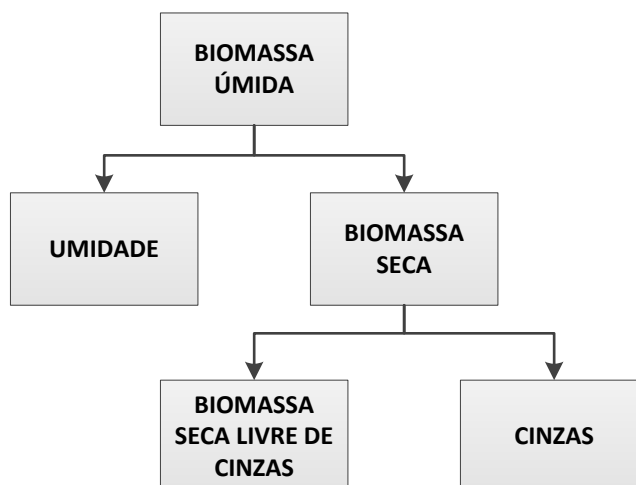 BIOMASSA
ÚMIDA
UMIDADE
BIOMASSA
SECA
BIOMASSA
SECA LIVRE DE
CINZAS
CINZAS